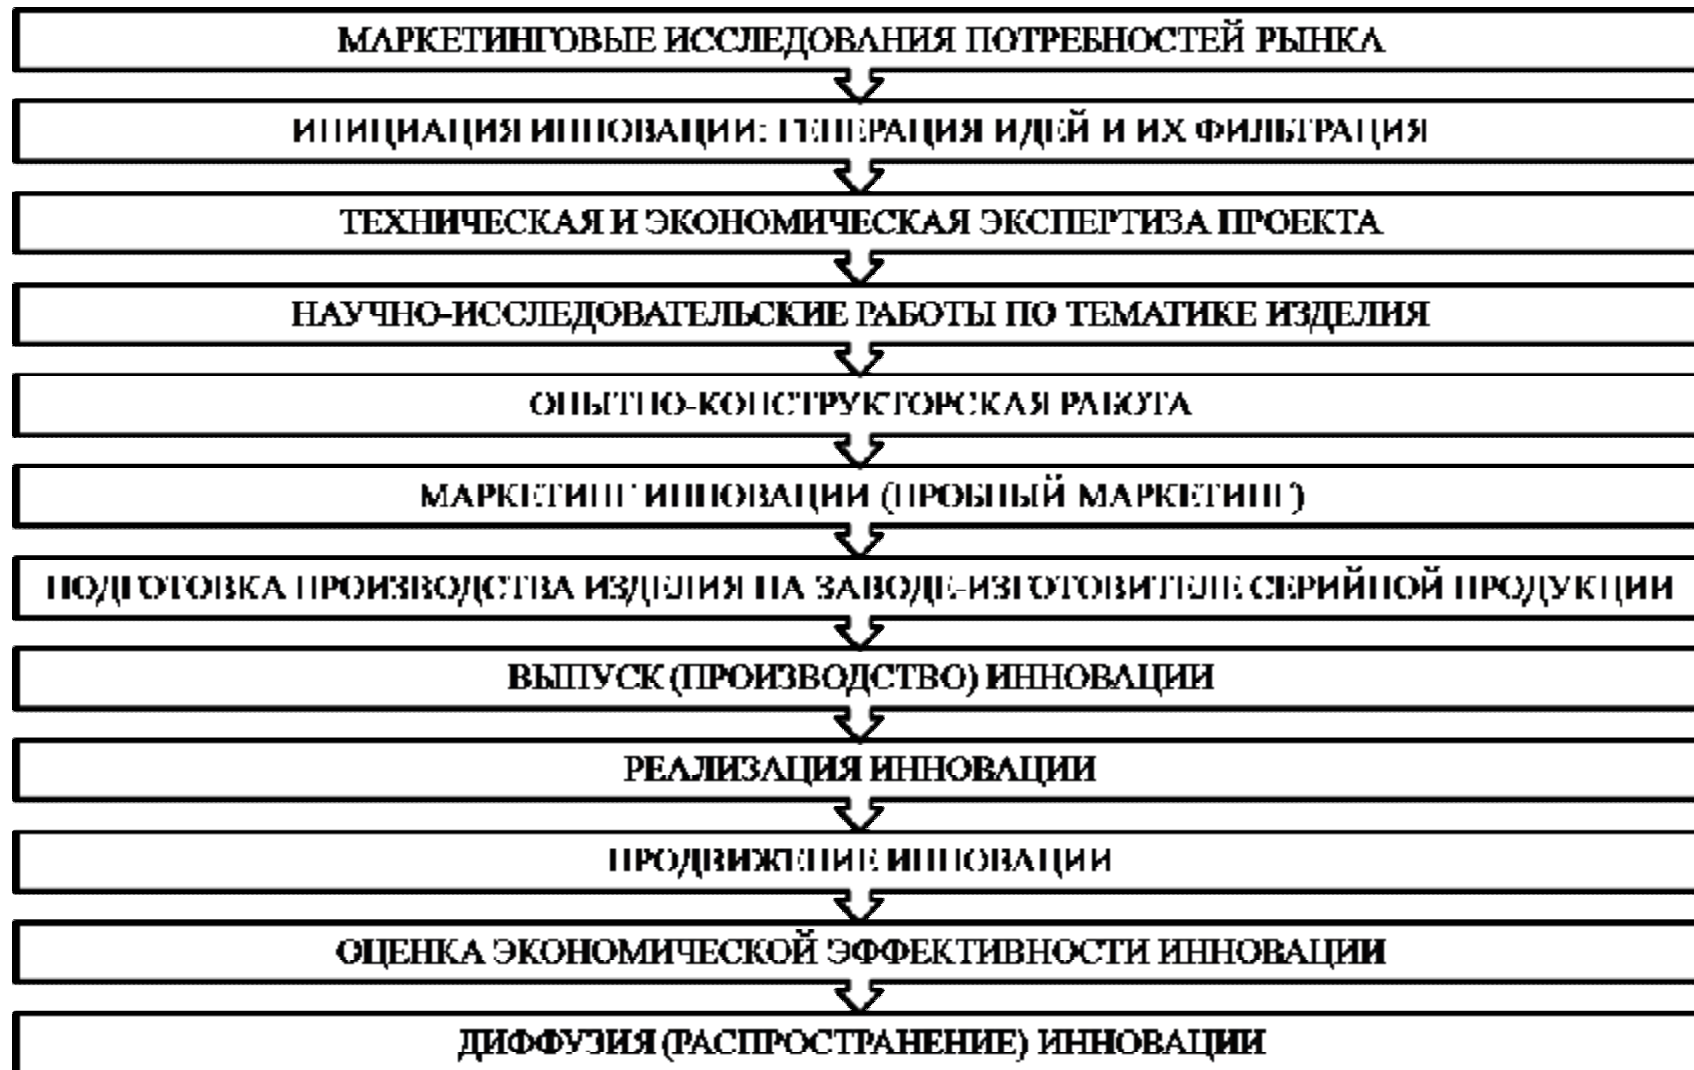 МАРКЕТИНГОВЫЕ ИССЛЕДОВАНИЯ ПОТРЕБНОСТЕЙ РЫНКА
ИНИЦИАЦИЯ ИННОВАЦИИ: ГЕНЕРАЦИЯ ИДЕЙ И ИХ ФИЛЬТРАЦИЯ
ТЕХНИЧЕСКАЯ И ЭКОНОМИЧЕСКАЯ ЭКСПЕРТИЗА ПРОЕКТА
НАУЧНО-ИССЛЕДОВАТЕЛЬСКИЕ РАБОТЫ ПО ТЕМАТИКЕ ИЗДЕЛИЯ
ОПЫТНО-КОНСТРУКТОРСКАЯ РАБОТА
МАРКЕТИНГ ИННОВАЦИИ (ПРОБНЫЙ МАРКЕТИНГ)
ПОДГОТОВКА ПРОИЗВОДСТВА ИЗДЕЛИЯ НА ЗАВОДЕ-ИЗГОТОВИТЕЛЕ СЕРИЙНОЙ ПРОДУКЦИИ
ВЫПУСК (ПРОИЗВОДСТВО) ИННОВАЦИИ
РЕАЛИЗАЦИЯ ИННОВАЦИИ
ПРОДВИЖЕНИЕ ИННОВАЦИИ
ОЦЕНКА ЭКОНОМИЧЕСКОЙ ЭФФЕКТИВНОСТИ ИННОВАЦИИ
ДИФФУЗИЯ (РАСПРОСТРАНЕНИЕ) ИННОВАЦИИ